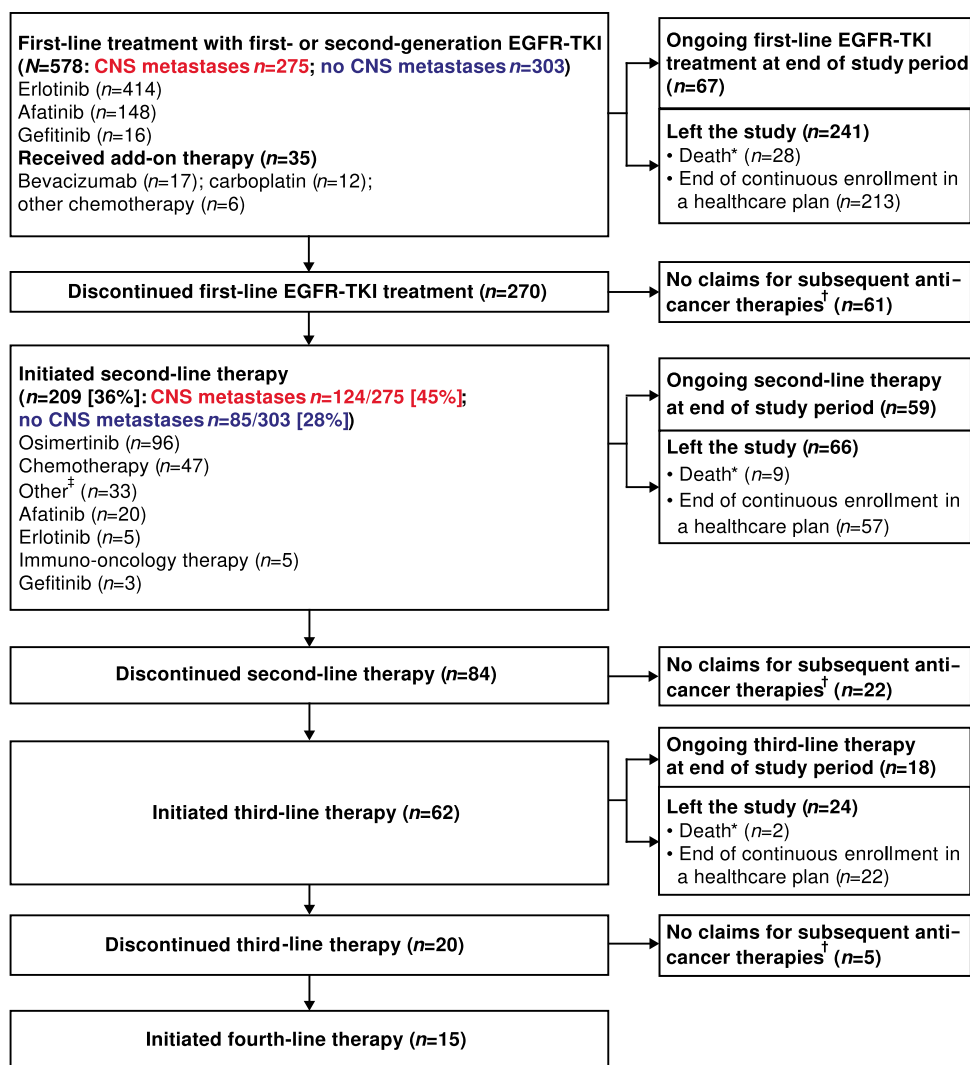 First-line treatment with first- or second-generation EGFR-TKI
(N=578: CNS metastases n=275; no CNS metastases n=303)
Erlotinib (n=414)
Afatinib (n=148)
Gefitinib (n=16)
Received add-on therapy (n=35)
Bevacizumab (n=17); carboplatin (n=12);
other chemotherapy (n=6)
Ongoing first-line EGFR-TKI
treatment at end of study period
(n=67)
Left the study (n=241)
• Death* (n=28)
• End of continuous enrollment in
a healthcare plan (n=213)
Discontinued first-line EGFR-TKI treatment (n=270)
No claims for subsequent anti–
cancer therapies† (n=61)
Initiated second-line therapy
(n=209 [36%]: CNS metastases n=124/275 [45%];
no CNS metastases n=85/303 [28%])
Osimertinib (n=96)
Chemotherapy (n=47)
Other‡ (n=33)
Afatinib (n=20)
Erlotinib (n=5)
Immuno-oncology therapy (n=5)
Gefitinib (n=3)
Ongoing second-line therapy
at end of study period (n=59)
Left the study (n=66)
• Death* (n=9)
• End of continuous enrollment in
a healthcare plan (n=57)
Discontinued second-line therapy (n=84)
No claims for subsequent anti–
cancer therapies† (n=22)
Initiated third-line therapy (n=62)
Ongoing third-line therapy
at end of study period (n=18)
Left the study (n=24)
• Death* (n=2)
• End of continuous enrollment in
a healthcare plan (n=22)
Discontinued third-line therapy (n=20)
No claims for subsequent anti-
cancer therapies† (n=5)
Initiated fourth-line therapy (n=15)